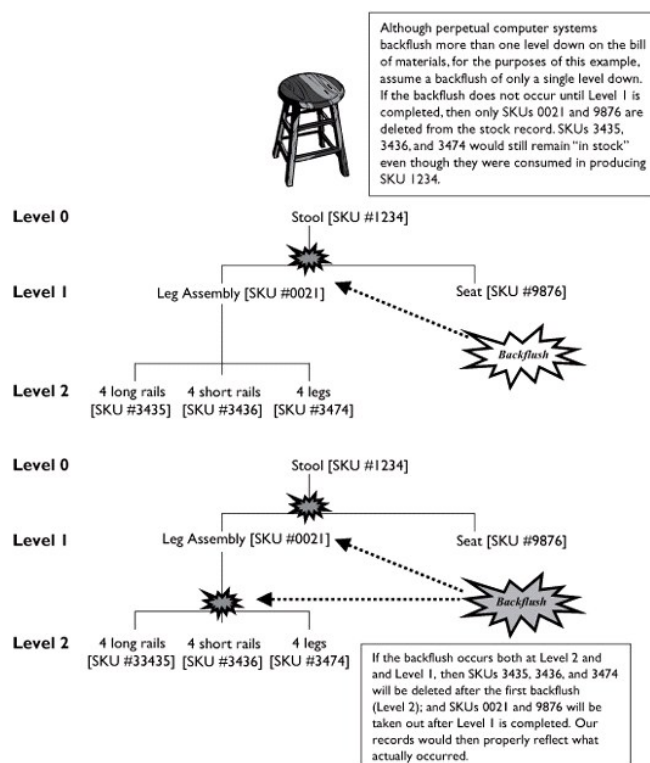 Although perpetual computer systems
backflush more than one level down on the bill
of materials, for the purposes of this example,
assume a backflush of only a single level down.
If the backflush does not occur until Level 1 is
completed, then only SKUs 0021 and 9876 are
deleted from the stock record. SKUs 3435,
3436, and 3474 would still remain "in stock"
even though they were consumed in producing
SKU 1234.
Level 0
Stool [SKU #1234]
Level 1
Leg Assembly [SKU #0021]
Seat [SKU #9876]
Backflush
Level 2
4 long rails
[SKU #3435]
4 short rails
[SKU #3436]
4 legs
[SKU #3474]
Level 0
Stool [SKU #1234]
Level 1
Leg Assembly [SKU #0021]
Seat [SKU #9876]
Backflush
Level 2
4 long rails
[SKU #33435]
4 short rails
[SKU #3436]
4 legs
[SKU #3474]
If the backflush occurs both at Level 2 and
and Level 1, then SKUs 3435, 3436, and 3474
will be deleted after the first backflush
(Level 2); and SKUs 0021 and 9876 will be
taken out after Level 1 is completed. Our
records would then properly reflect what
actually occurred.